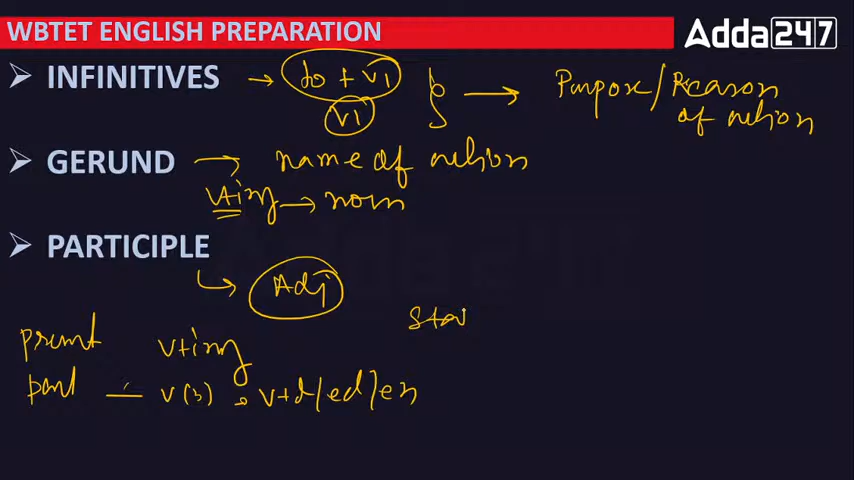 WBTET ENGLISH PREPARATION
Adda247
➢ INFINITIVES → to + v1 → Purpose/Reason of action
v1
➢ GERUND → name of action
v+ing → noun
➢ PARTICIPLE
Adj
present v+ing
past v(3) v+d/ed/en